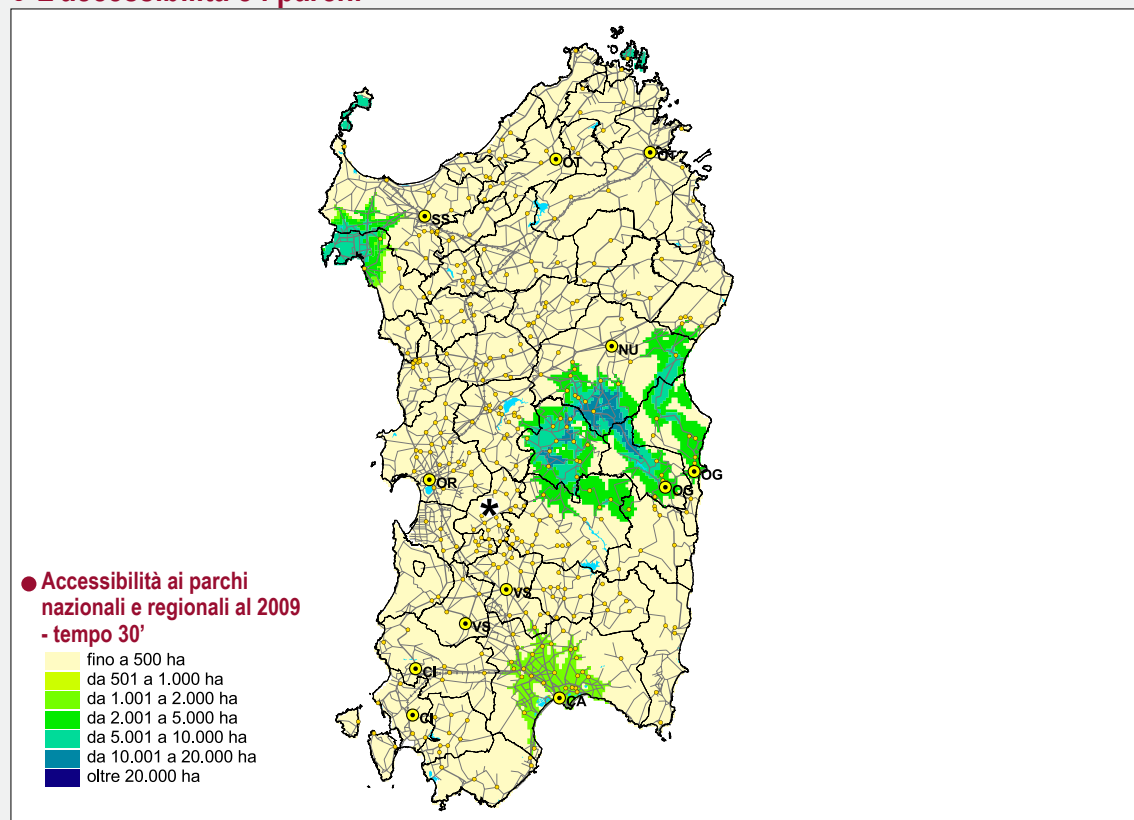 OT
SS
NU
OR
OG
OG
*
● Accessibilità ai parchi
nazionali e regionali al 2009
- tempo 30'
VS
VS
CI
CI
CA
fino a 500 ha
da 501 a 1.000 ha
da 1.001 a 2.000 ha
da 2.001 a 5.000 ha
da 5.001 a 10.000 ha
da 10.001 a 20.000 ha
oltre 20.000 ha